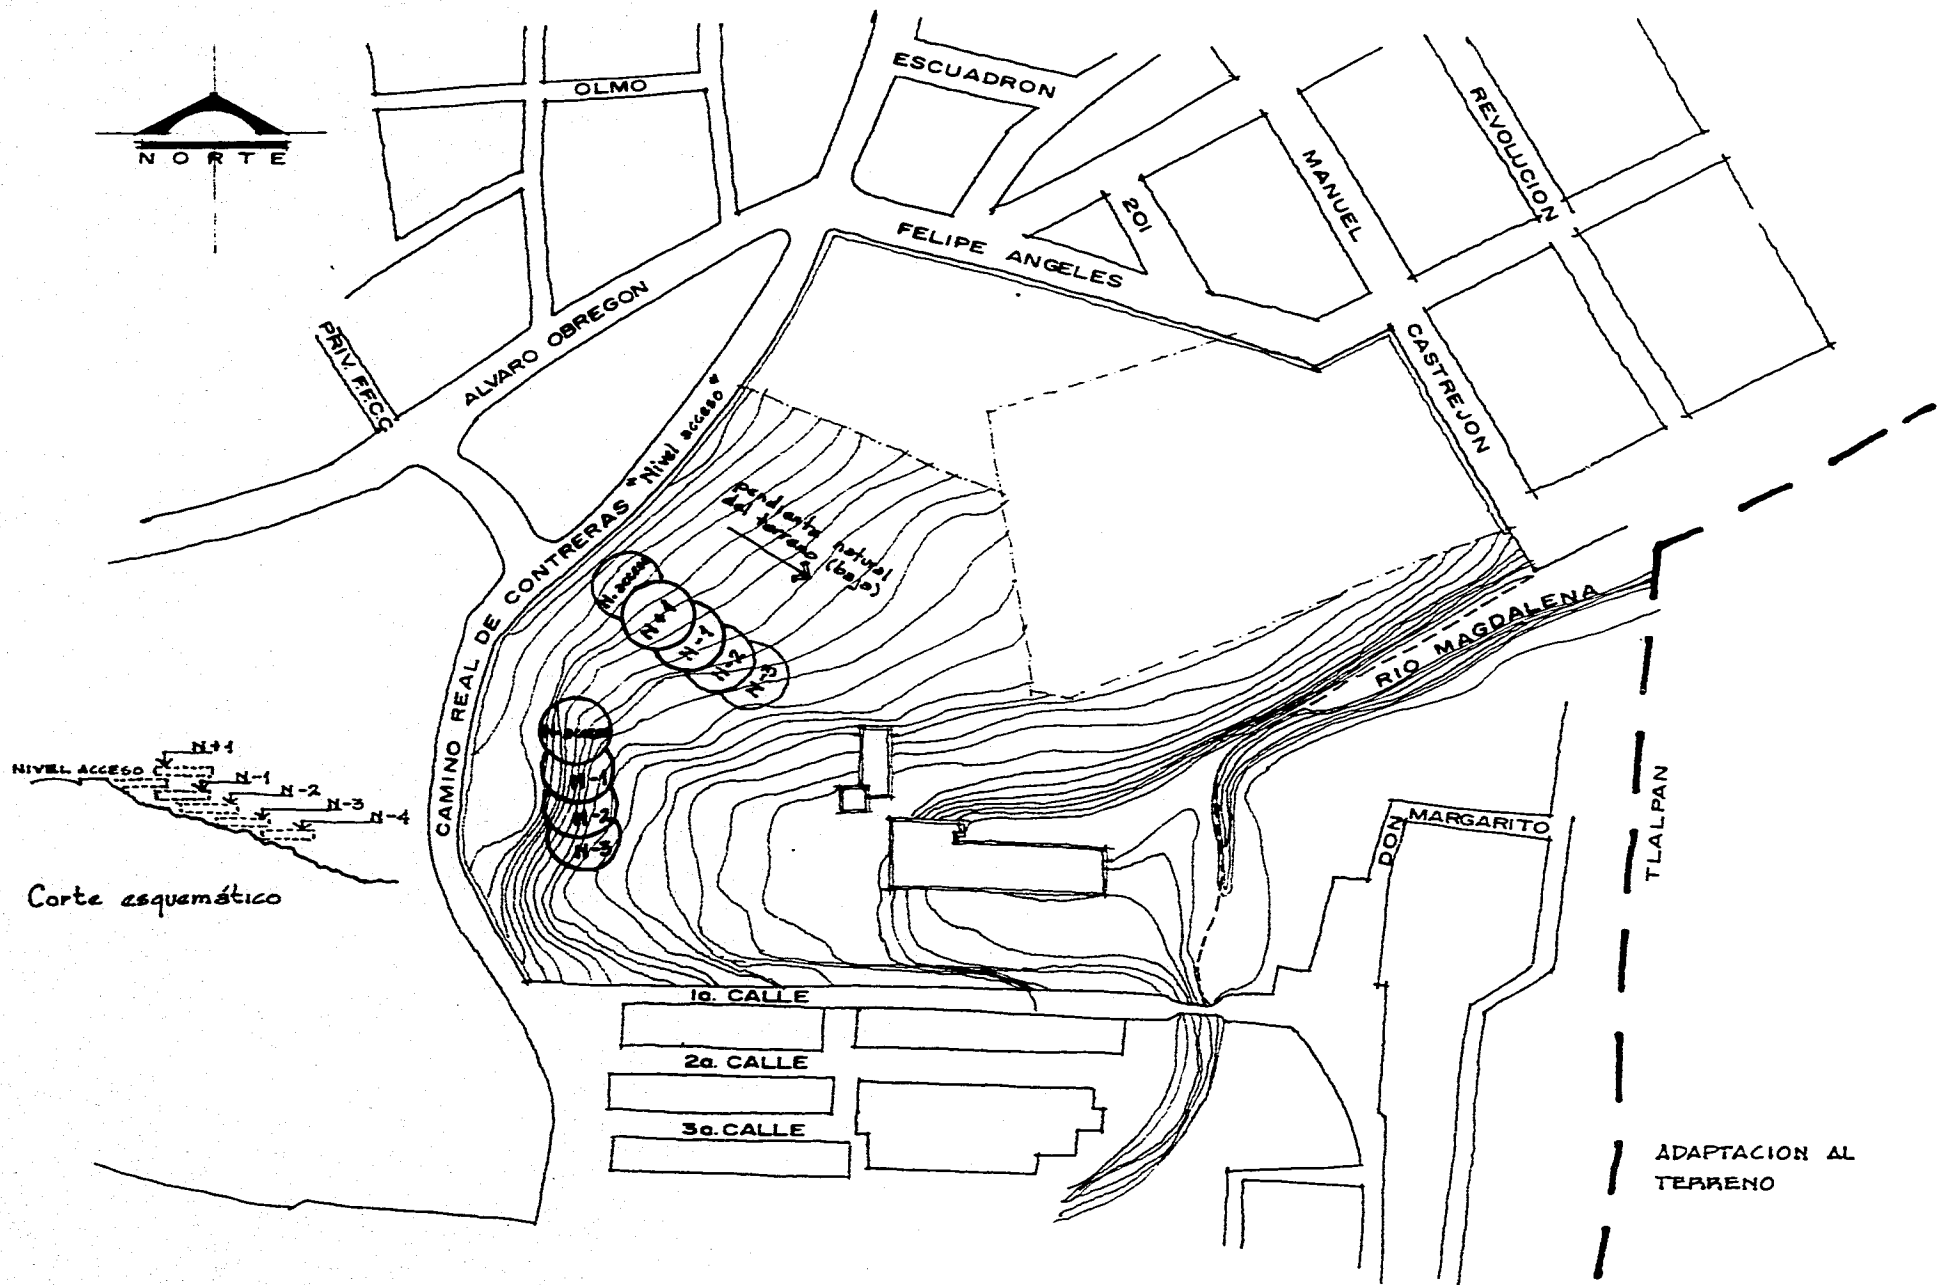 NORTE
OLMO
ESCUADRON
REVOLUCION
MANUEL
201
FELIPE ANGELES
ALVARO OBREGON
PRIV. F.F.C.C.
CASTREJON
"Nivel acceso"
CAMINO REAL DE CONTRERAS
pendiente natural
del terreno (baja)
N. acceso
N+1
N-1
N-2
N-3
RIO MAGDALENA
N-1
N-2
N-3
N+1
NIVEL ACCESO
N-1
N-2
N-3
N-4
Corte esquemático
TLALPAN
DON MARGARITO
1a. CALLE
2a. CALLE
3a. CALLE
ADAPTACION AL
TERRENO